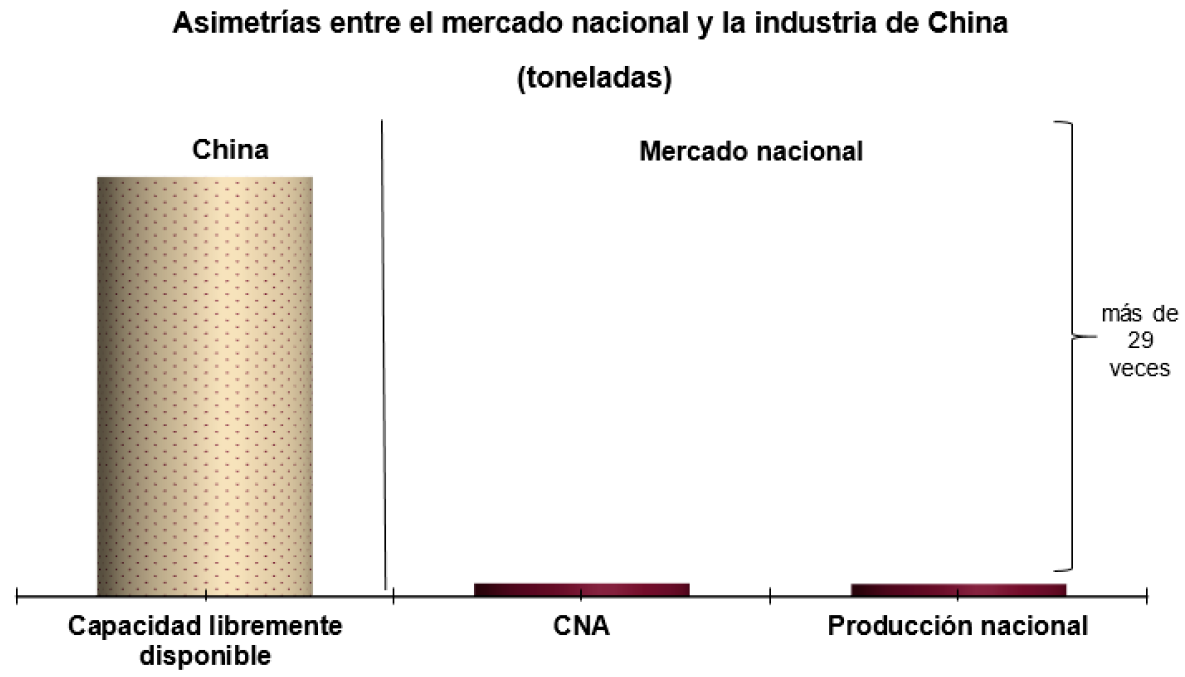 Asimetrías entre el mercado nacional y la industria de China
(toneladas)
China
Mercado nacional
más de
29
veces
Capacidad libremente
disponible
CNA
Producción nacional